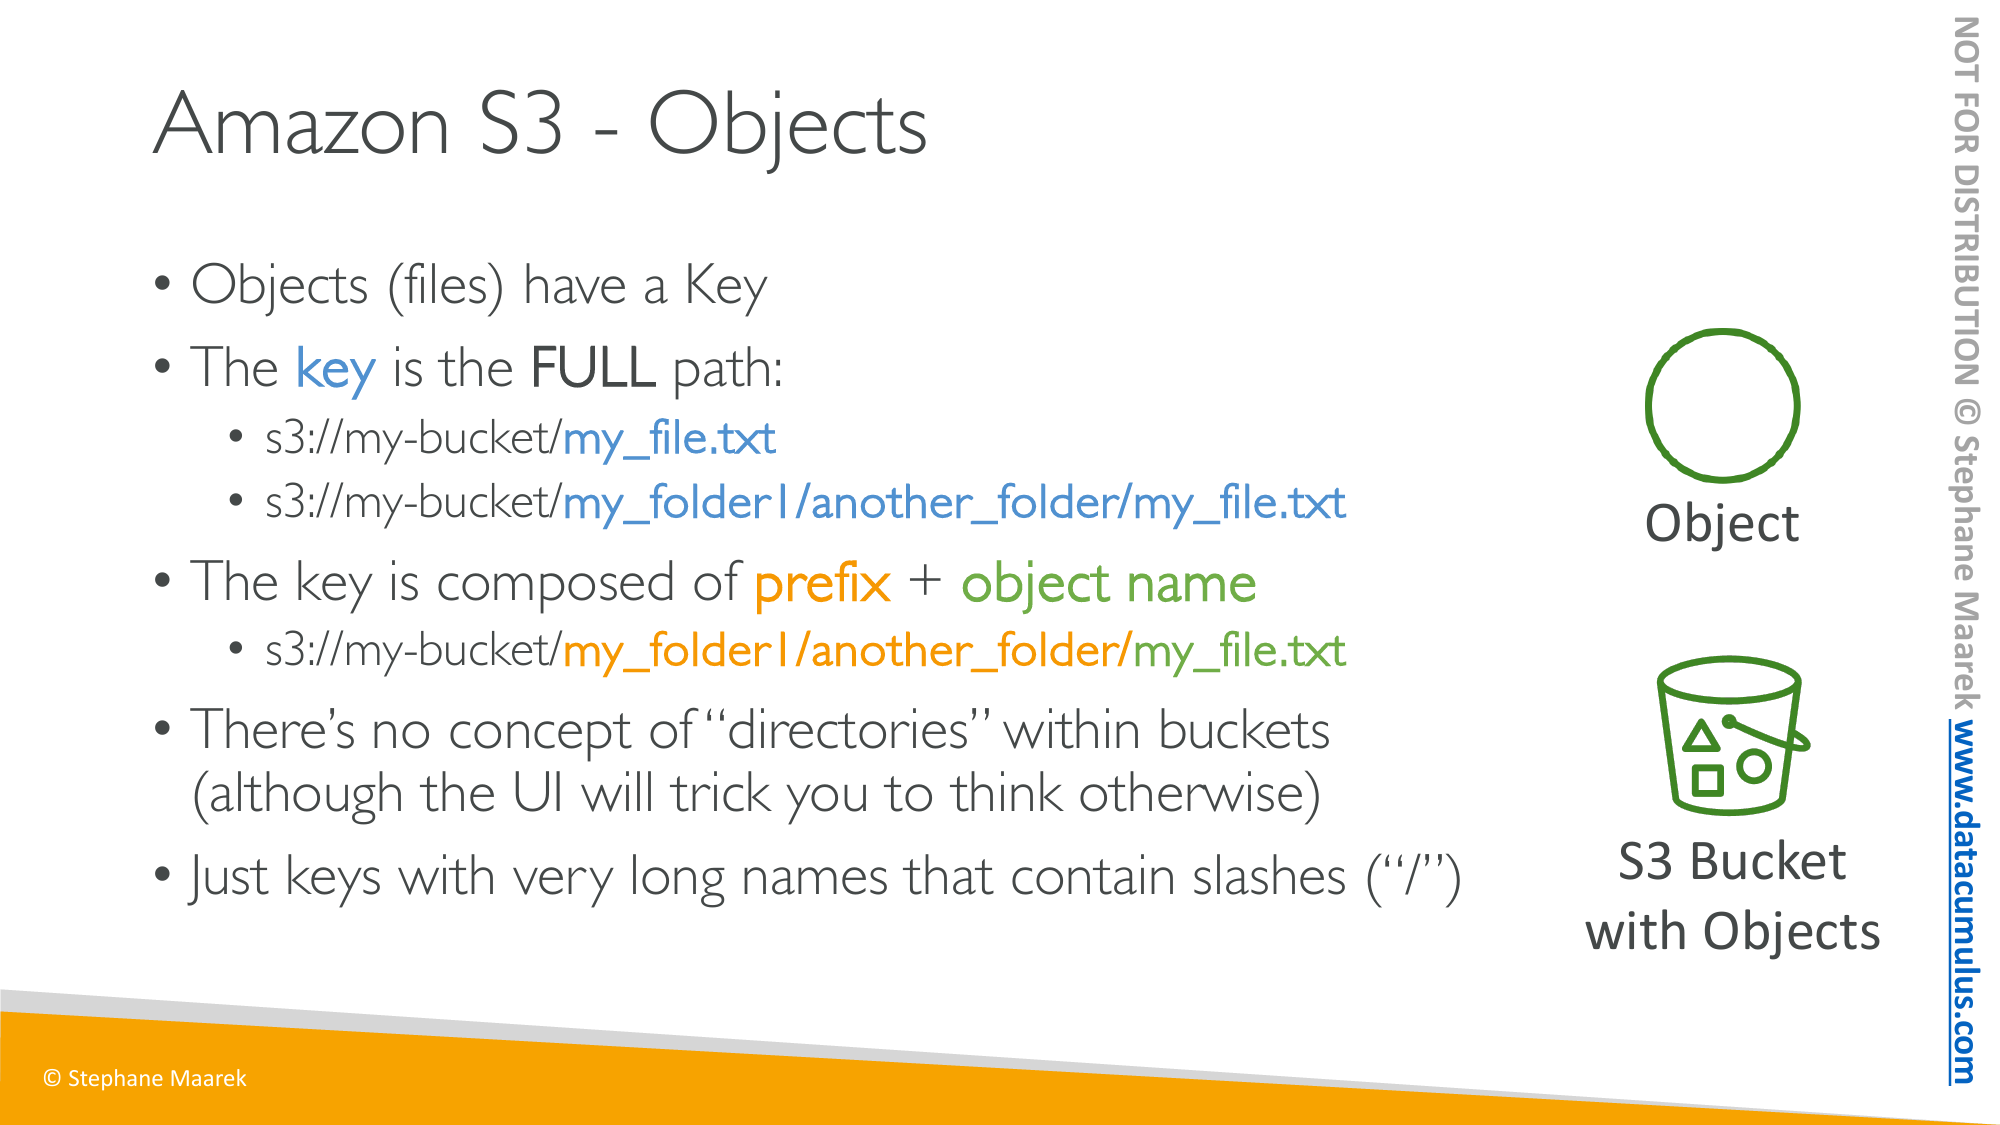 Amazon S3 - Objects
• Objects (files) have a Key
• The key is the FULL path:
• s3://my-bucket/my_file.txt
• s3://my-bucket/my_folder1/another_folder/my_file.txt
• The key is composed of prefix + object name
• s3://my-bucket/my_folder1/another_folder/my_file.txt
• There’s no concept of “directories” within buckets
(although the UI will trick you to think otherwise)
• Just keys with very long names that contain slashes (“/”)
Object
S3 Bucket
with Objects
© Stephane Maarek
NOT FOR DISTRIBUTION © Stephane Maarek www.datacumulus.com